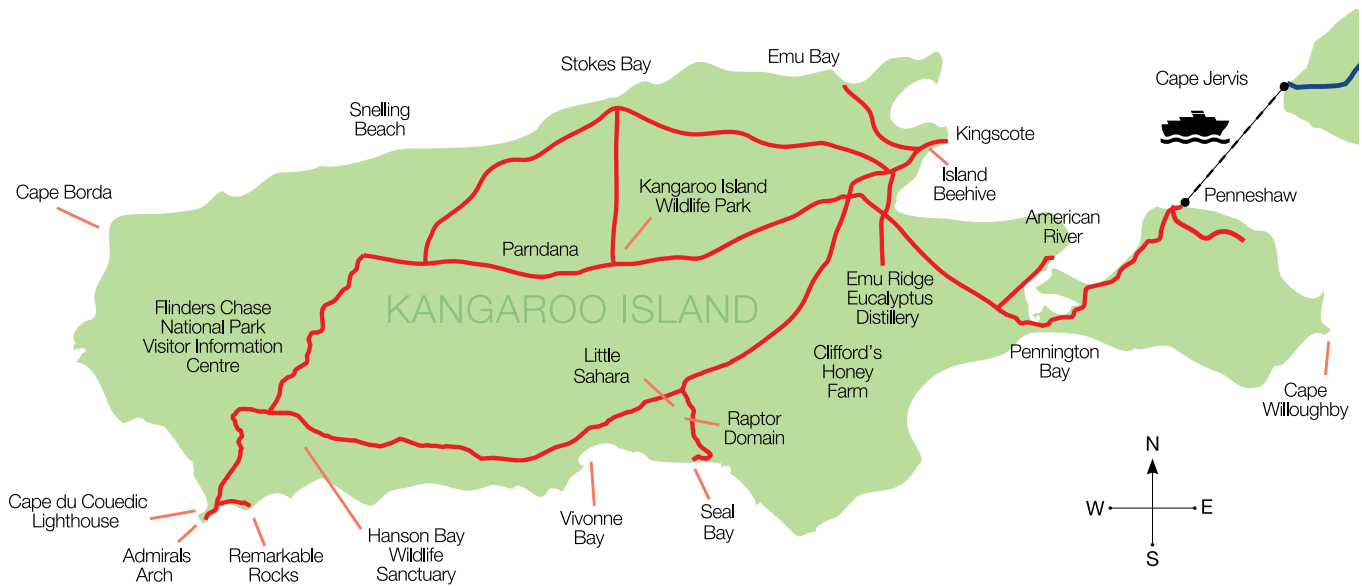 Emu Bay
Stokes Bay
Cape Jervis
Snelling
Beach
Kingscote
Island
Beehive
Cape Borda
Kangaroo Island
Wildlife Park
Penneshaw
American
River
Parndana
Emu Ridge
Eucalyptus
Distillery
KANGAROO ISLAND
Flinders Chase
National Park
Visitor Information
Centre
Little
Sahara
Clifford's
Honey
Farm
Pennington
Bay
Cape
Willoughby
Raptor
Domain
N
W
E
S
Cape du Couedic
Lighthouse
Admirals
Arch
Remarkable
Rocks
Hanson Bay
Wildlife
Sanctuary
Vivonne
Bay
Seal
Bay